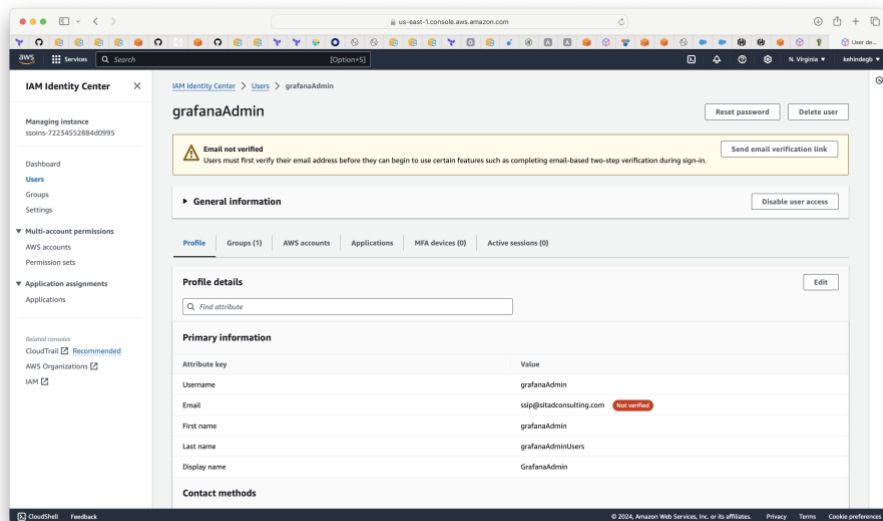 us-east-1.console.aws.amazon.com
User de...
aws
Services
Search
[Option+S]
N. Virginia
kehindegb
IAM Identity Center
IAM Identity Center > Users > grafanaAdmin
grafanaAdmin
Reset password
Delete user
Managing instance
ssoins-72234552884d0995
Email not verified
Users must first verify their email address before they can begin to use certain features such as completing email-based two-step verification during sign-in.
Send email verification link
Dashboard
Users
Groups
Settings
General information
Disable user access
Multi-account permissions
AWS accounts
Permission sets
Application assignments
Applications
Profile
Groups (1)
AWS accounts
Applications
MFA devices (0)
Active sessions (0)
Profile details
Edit
Find attribute
Related consoles
CloudTrail Recommended
AWS Organizations
IAM
Primary information
Attribute key Value
Username grafanaAdmin
Email ssip@sitadconsulting.com Not verified
First name grafanaAdmin
Last name grafanaAdminUsers
Display name GrafanaAdmin
Contact methods
CloudShell
Feedback
© 2024, Amazon Web Services, Inc. or its affiliates.
Privacy
Terms
Cookie preferences